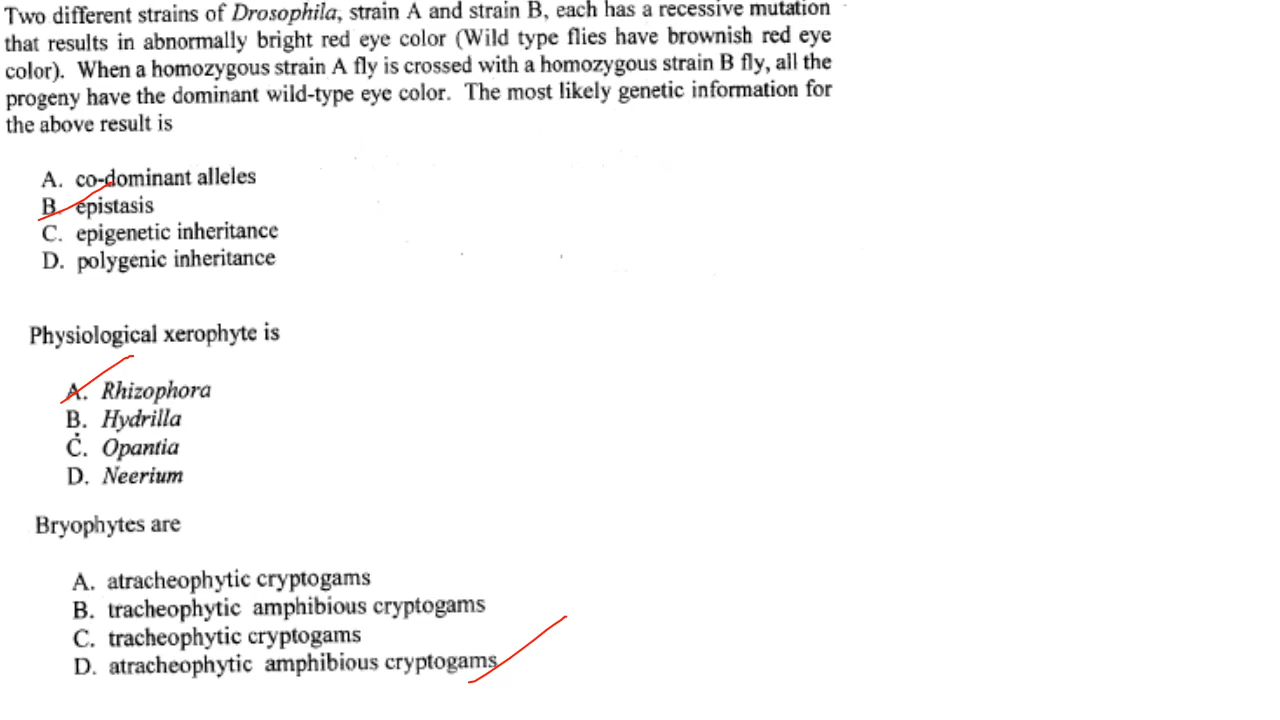 Two different strains of Drosophila, strain A and strain B, each has a recessive mutation
that results in abnormally bright red eye color (Wild type flies have brownish red eye
color). When a homozygous strain A fly is crossed with a homozygous strain B fly, all the
progeny have the dominant wild-type eye color. The most likely genetic information for
the above result is
A. co-dominant alleles
B. epistasis
C. epigenetic inheritance
D. polygenic inheritance
Physiological xerophyte is
A. Rhizophora
B. Hydrilla
C. Opantia
D. Neerium
Bryophytes are
A. atracheophytic cryptogams
B. tracheophytic amphibious cryptogams
C. tracheophytic cryptogams
D. atracheophytic amphibious cryptogams